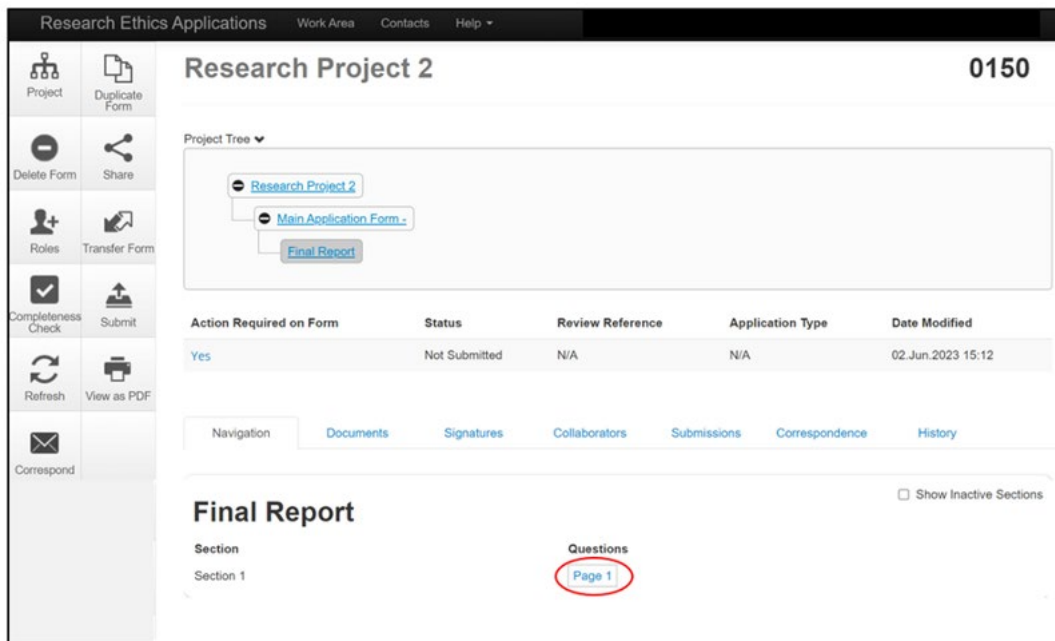 Research Ethics Applications Work Area Contacts Help
Project
Duplicate
Form
Delete Form
Share
Roles
Transfer Form
Completeness
Check
Submit
Refresh
View as PDF
Correspond
Research Project 2 0150
Project Tree
Research Project 2
Main Application Form -
Final Report
Action Required on Form Status Review Reference Application Type Date Modified
Yes Not Submitted N/A N/A 02.Jun.2023 15:12
Navigation Documents Signatures Collaborators Submissions Correspondence History
Show Inactive Sections
Final Report
Section Questions
Section 1 Page 1